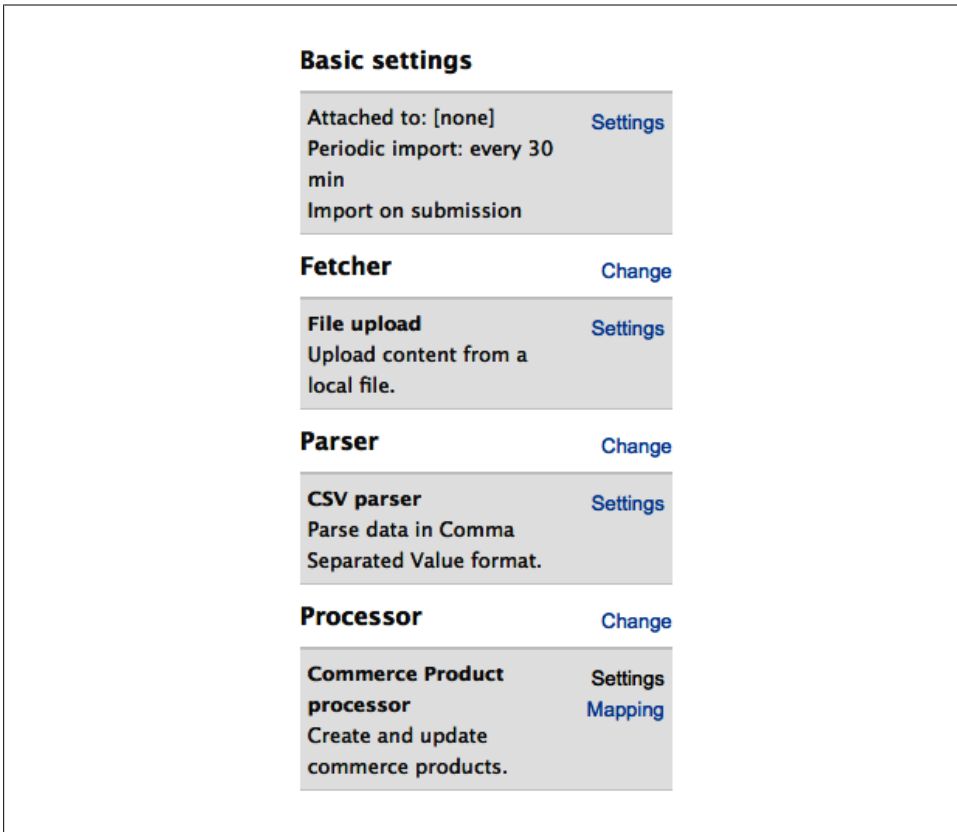 Basic settings
Attached to: [none]
Settings
Periodic import: every 30
min
Import on submission
Fetcher
Change
File upload
Settings
Upload content from a
local file.
Parser
Change
CSV parser
Settings
Parse data in Comma
Separated Value format.
Processor
Change
Commerce Product
Settings
processor
Mapping
Create and update
commerce products.